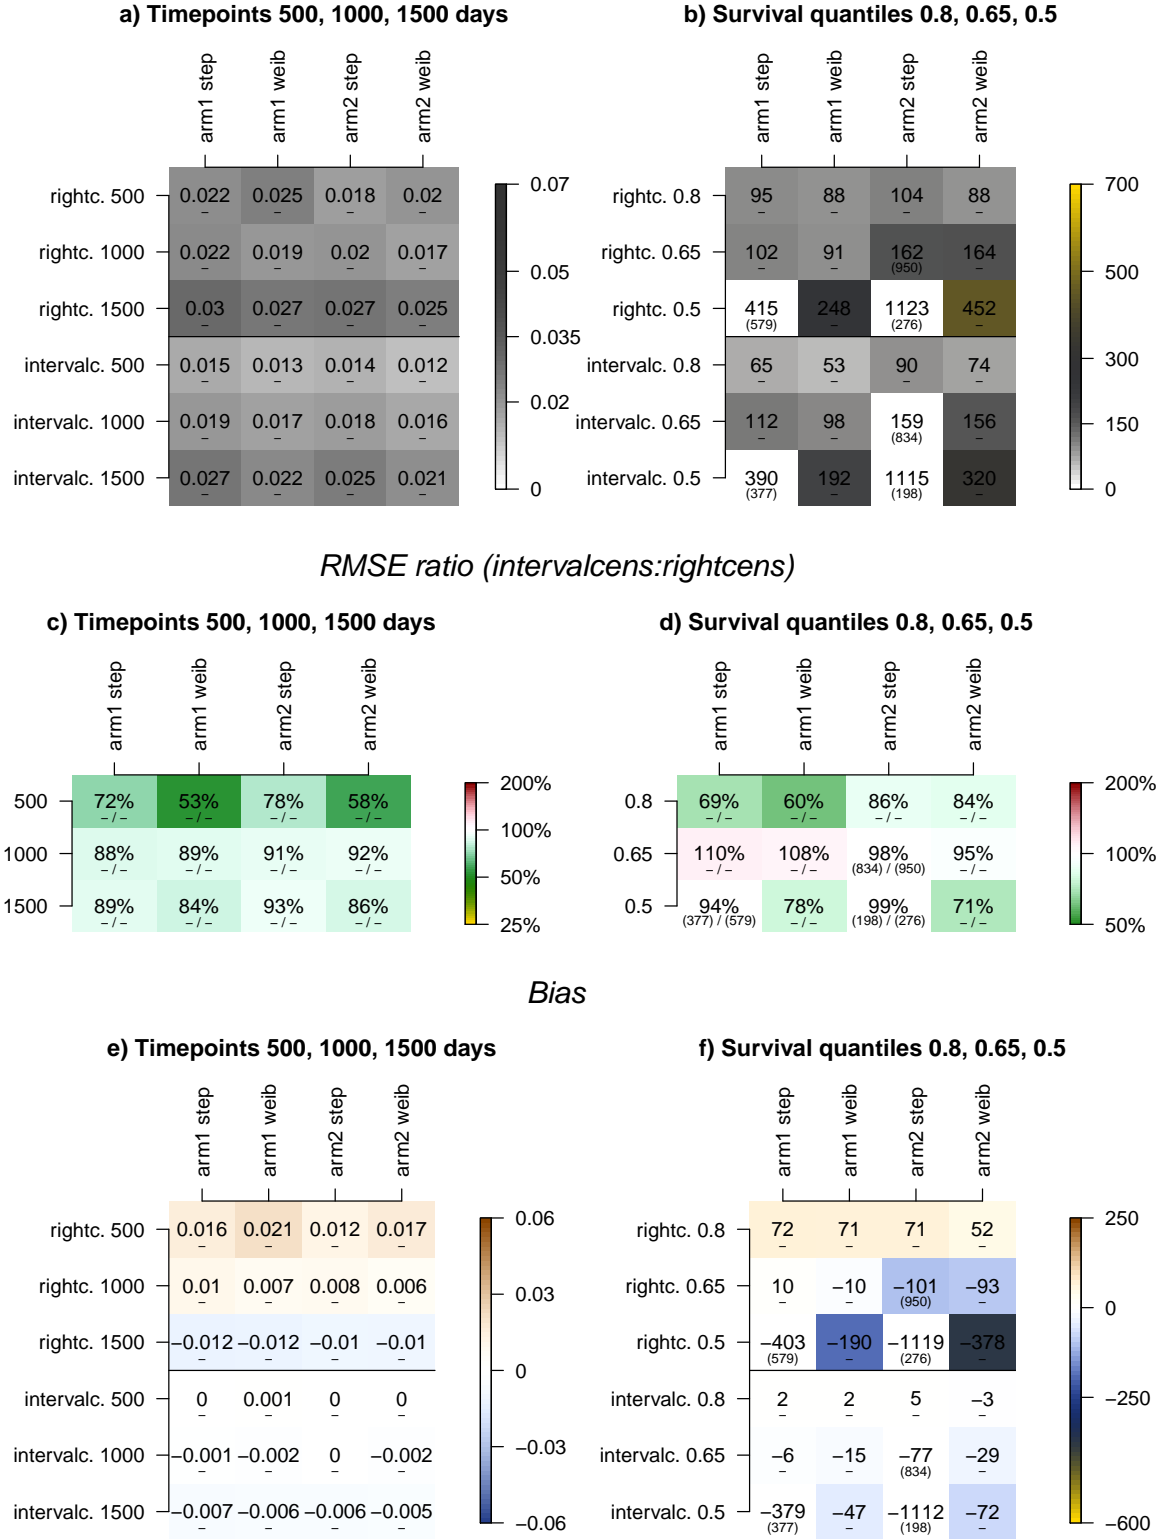 a) Timepoints 500, 1000, 1500 days
arm1 step
arm1 weib
arm2 step
arm2 weib
rightc. 500
0.022 0.025 0.018 0.02
– – – –
rightc. 1000
0.022 0.019 0.02 0.017
– – – –
rightc. 1500
0.03 0.027 0.027 0.025
– – – –
intervalc. 500
0.015 0.013 0.014 0.012
– – – –
intervalc. 1000
0.019 0.017 0.018 0.016
– – – –
intervalc. 1500
0.027 0.022 0.025 0.021
– – – –
0.07
0.05
0.035
0.02
0
b) Survival quantiles 0.8, 0.65, 0.5
arm1 step
arm1 weib
arm2 step
arm2 weib
rightc. 0.8
95 88 104 88
– – – –
rightc. 0.65
102 91 162 164
– – (950) –
rightc. 0.5
415 248 1123 452
(579) – (276) –
intervalc. 0.8
65 53 90 74
– – – –
intervalc. 0.65
112 98 159 156
– – (834) –
intervalc. 0.5
390 192 1115 320
(377) – (198) –
700
500
300
150
0
RMSE ratio (intervalcens:rightcens)
c) Timepoints 500, 1000, 1500 days
arm1 step
arm1 weib
arm2 step
arm2 weib
500
72% 53% 78% 58%
– / – – / – – / – – / –
1000
88% 89% 91% 92%
– / – – / – – / – – / –
1500
89% 84% 93% 86%
– / – – / – – / – – / –
200%
100%
50%
25%
d) Survival quantiles 0.8, 0.65, 0.5
arm1 step
arm1 weib
arm2 step
arm2 weib
0.8
69% 60% 86% 84%
– / – – / – – / – – / –
0.65
110% 108% 98% 95%
– / – – / – (834) / (950) – / –
0.5
94% 78% 99% 71%
(377) / (579) – / – (198) / (276) – / –
200%
100%
50%
Bias
e) Timepoints 500, 1000, 1500 days
arm1 step
arm1 weib
arm2 step
arm2 weib
rightc. 500
0.016 0.021 0.012 0.017
– – – –
rightc. 1000
0.01 0.007 0.008 0.006
– – – –
rightc. 1500
−0.012 −0.012 −0.01 −0.01
– – – –
intervalc. 500
0 0.001 0 0
– – – –
intervalc. 1000
−0.001 −0.002 0 −0.002
– – – –
intervalc. 1500
−0.007 −0.006 −0.006 −0.005
– – – –
0.06
0.03
0
−0.03
−0.06
f) Survival quantiles 0.8, 0.65, 0.5
arm1 step
arm1 weib
arm2 step
arm2 weib
rightc. 0.8
72 71 71 52
– – – –
rightc. 0.65
10 −10 −101 −93
– – (950) –
rightc. 0.5
−403 −190 −1119 −378
(579) – (276) –
intervalc. 0.8
2 2 5 −3
– – – –
intervalc. 0.65
−6 −15 −77 −29
– – (834) –
intervalc. 0.5
−379 −47 −1112 −72
(377) – (198) –
250
0
−250
−600